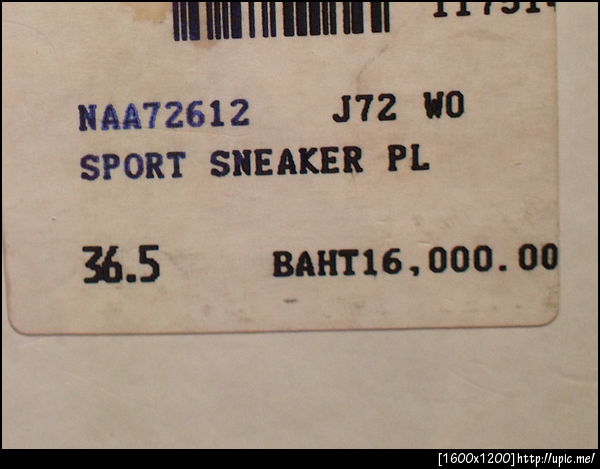 NAA72612 J72 WO
SPORT SNEAKER PL
36.5 BAHT16,000.00
[1600x1200]http://upic.me/